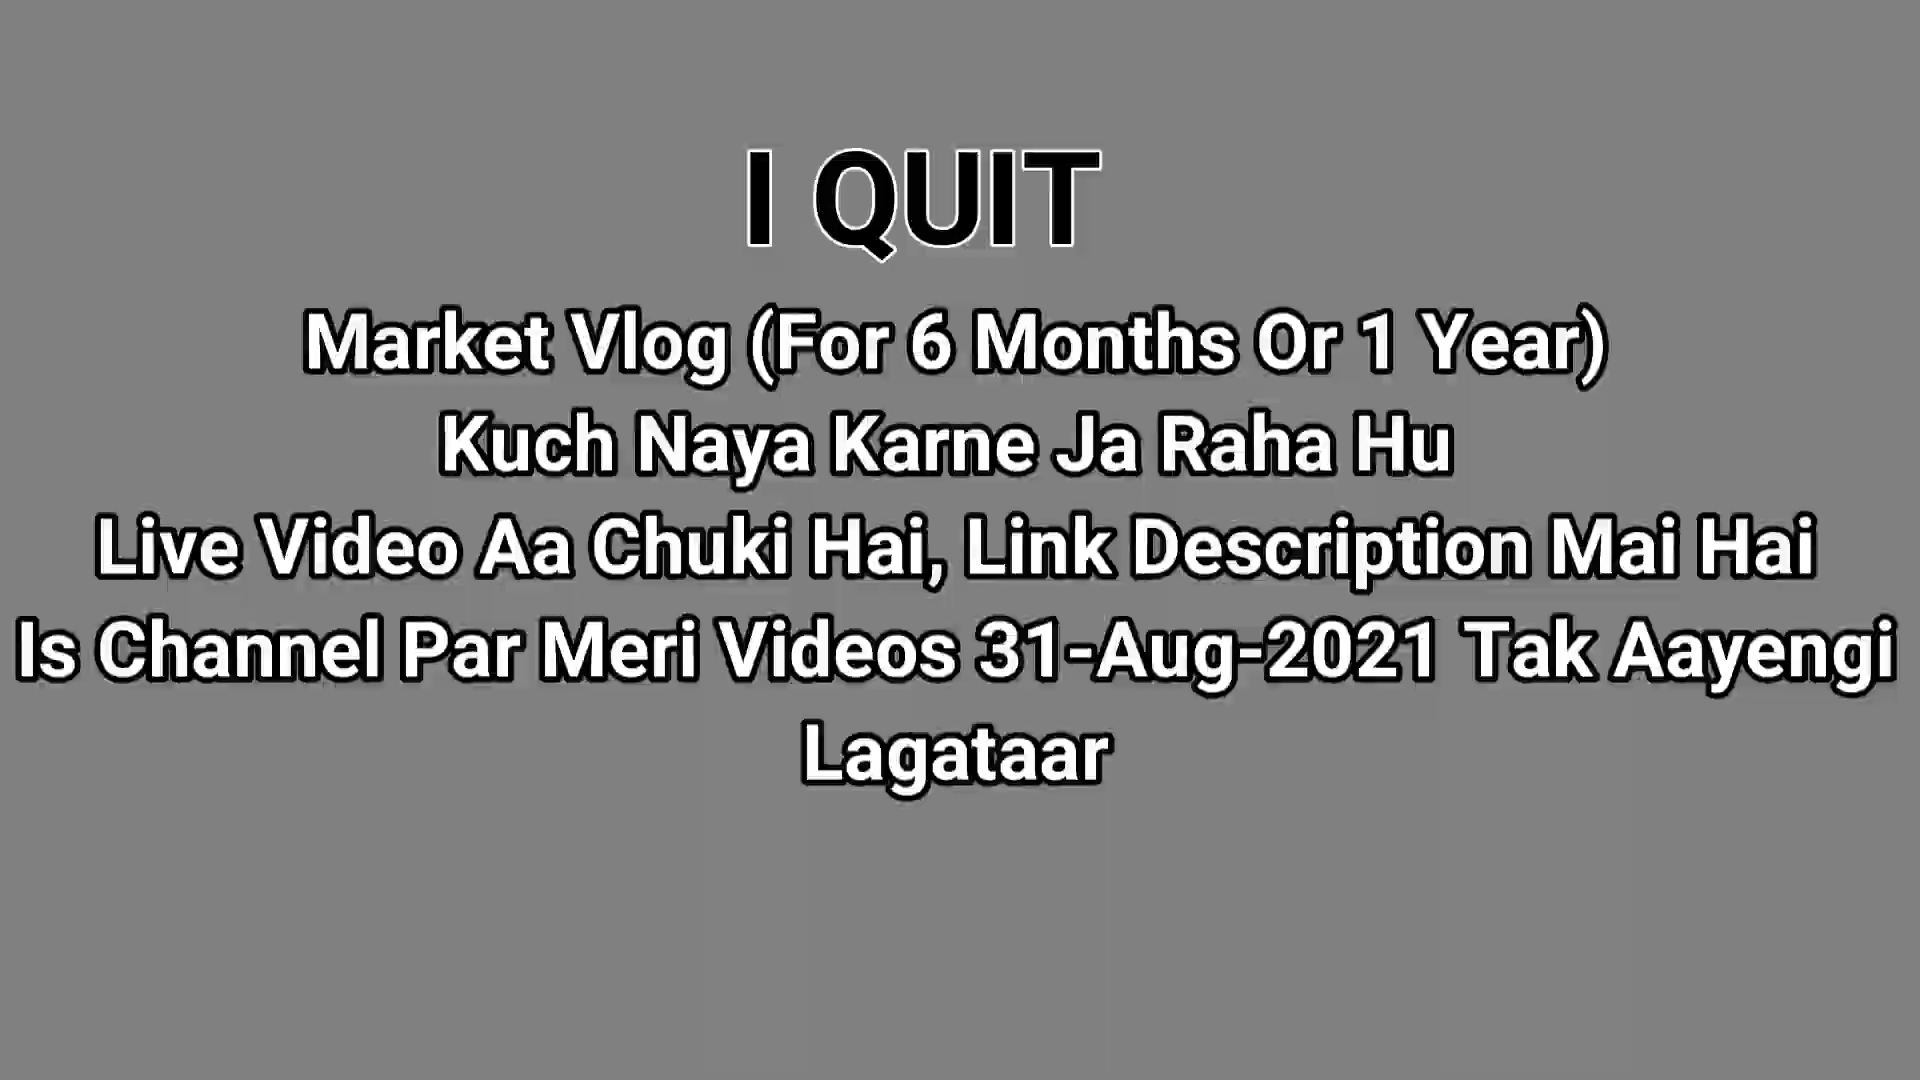 I QUIT
Market Vlog (For 6 Months Or 1 Year)
Kuch Naya Karne Ja Raha Hu
Live Video Aa Chuki Hai, Link Description Mai Hai
Is Channel Par Meri Videos 31-Aug-2021 Tak Aayengi
Lagataar